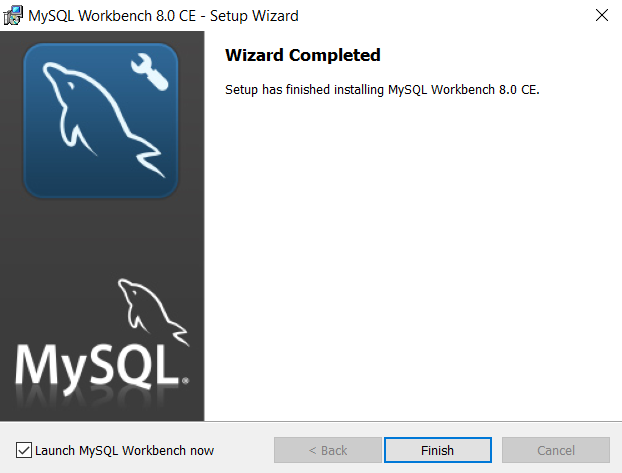 MySQL Workbench 8.0 CE - Setup Wizard
Wizard Completed
Setup has finished installing MySQL Workbench 8.0 CE.
MySQL®
Launch MySQL Workbench now
< Back
Finish
Cancel